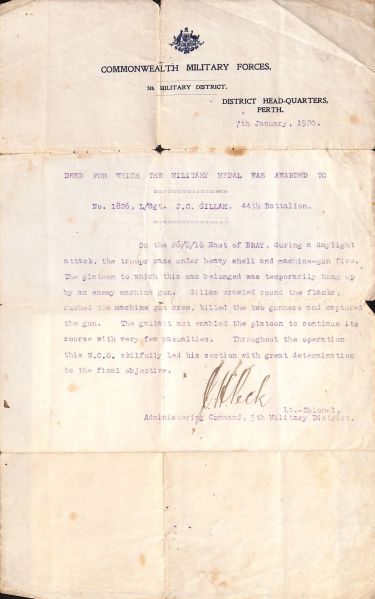 COMMONWEALTH MILITARY FORCES.
5th MILITARY DISTRICT.
DISTRICT HEAD-QUARTERS,
PERTH.
7th January, 1920.
DEED FOR WHICH THE MILITARY MEDAL WAS AWARDED TO
No. 1826, L/Sgt. J.C. GILLAM, 44th Battalion.
On the 26/8/18 East of BRAY, during a daylight
attack, the troops came under heavy shell and machine-gun fire.
The platoon to which this man belonged was temporarily hung up
by an enemy machine gun. Gillam crawled round the flank,
rushed the machine gun crew, killed the two gunners and captured
the gun. The gallant act enabled the platoon to continue its
course with very few casualties. Throughout the operation
this N.C.O. skilfully led his section with great determination
to the final objective.
Lt.-Colonel,
Administering Command, 5th Military District.